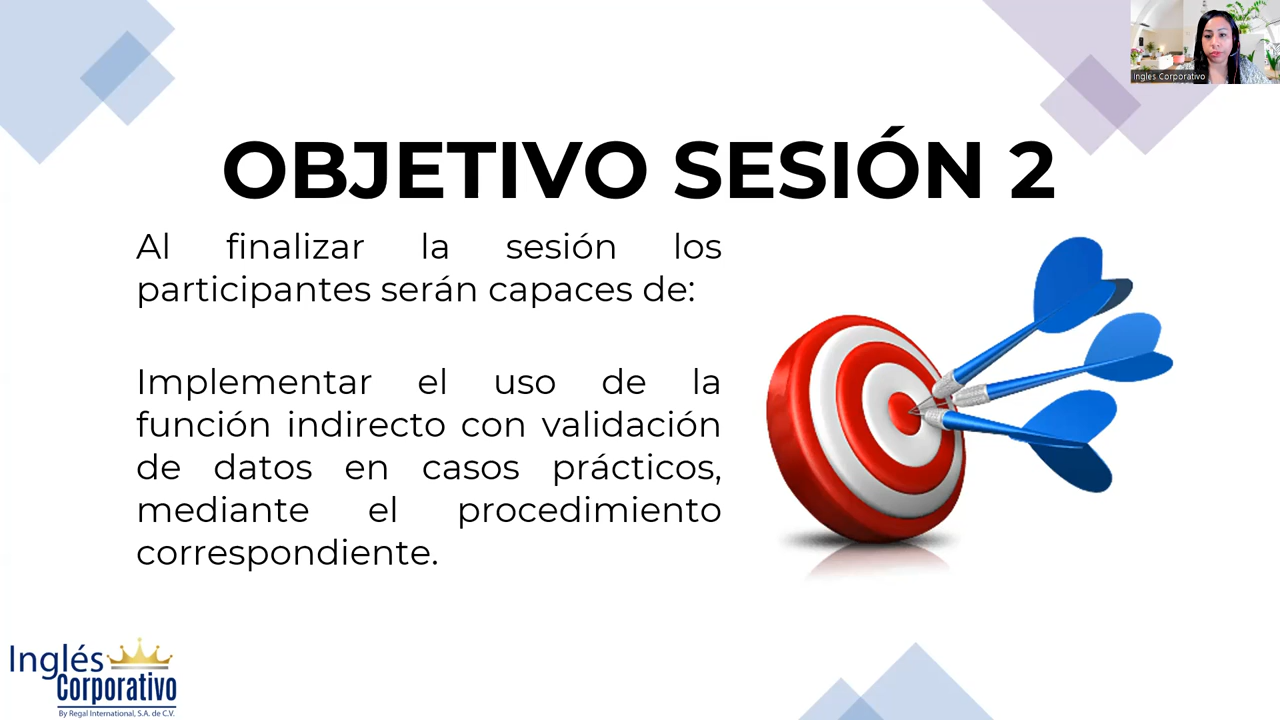 Ingles Corporativo
OBJETIVO SESIÓN 2
Al finalizar la sesión los
participantes serán capaces de:
Implementar el uso de la
función indirecto con validación
de datos en casos prácticos,
mediante el procedimiento
correspondiente.
Inglés
Corporativo
By Regal International, S.A. de C.V.